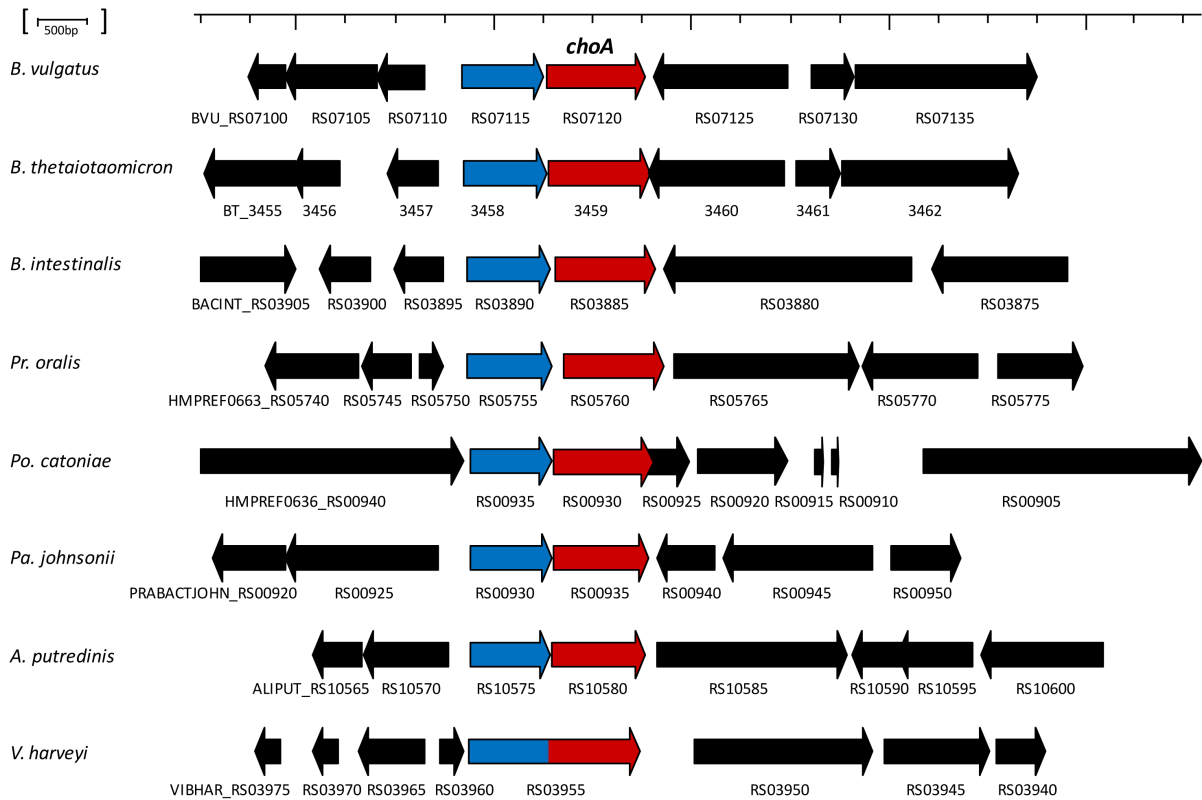 [ 500bp ]
choA
B. vulgatus
BVU_RS07100 RS07105 RS07110 RS07115 RS07120 RS07125 RS07130 RS07135
B. thetaiotaomicron
BT_3455 3456 3457 3458 3459 3460 3461 3462
B. intestinalis
BACINT_RS03905 RS03900 RS03895 RS03890 RS03885 RS03880 RS03875
Pr. oralis
HMPREF0663_RS05740 RS05745 RS05750 RS05755 RS05760 RS05765 RS05770 RS05775
Po. catoniae
HMPREF0636_RS00940 RS00935 RS00930 RS00925 RS00920 RS00915 RS00910 RS00905
Pa. johnsonii
PRABACTJOHN_RS00920 RS00925 RS00930 RS00935 RS00940 RS00945 RS00950
A. putredinis
ALIPUT_RS10565 RS10570 RS10575 RS10580 RS10585 RS10590 RS10595 RS10600
V. harveyi
VIBHAR_RS03975 RS03970 RS03965 RS03960 RS03955 RS03950 RS03945 RS03940